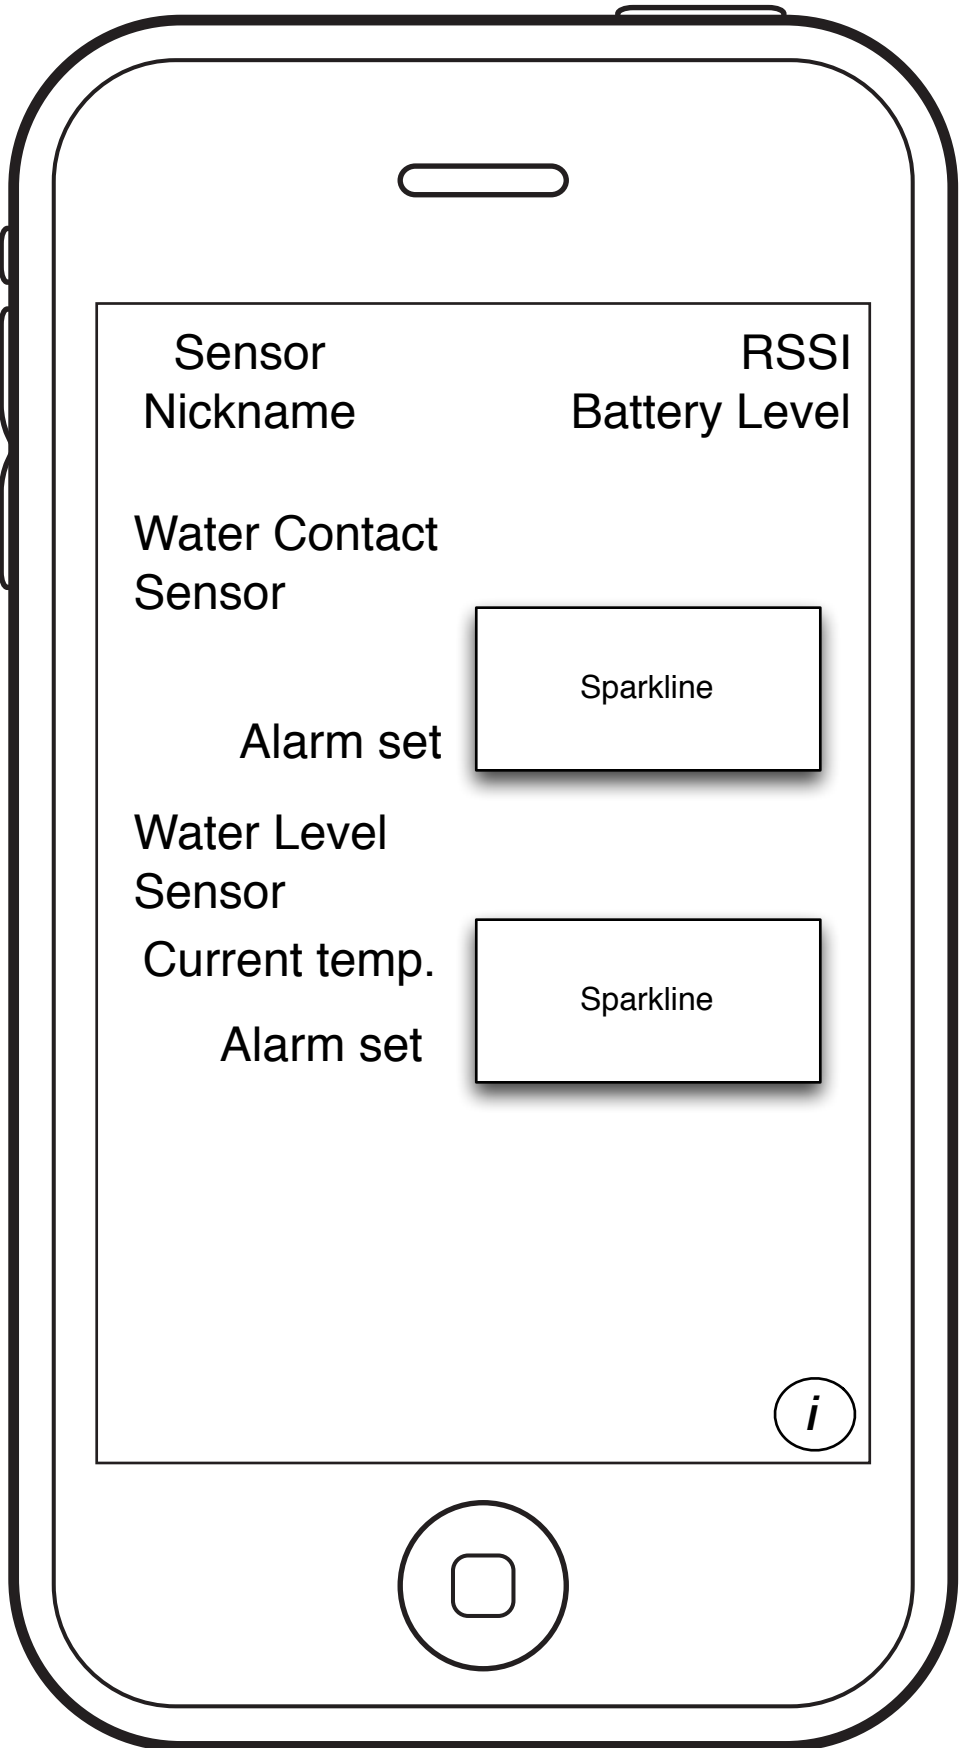 Sensor
Nickname
RSSI
Battery Level
Water Contact
Sensor
Sparkline
Alarm set
Water Level
Sensor
Current temp.
Sparkline
Alarm set
i